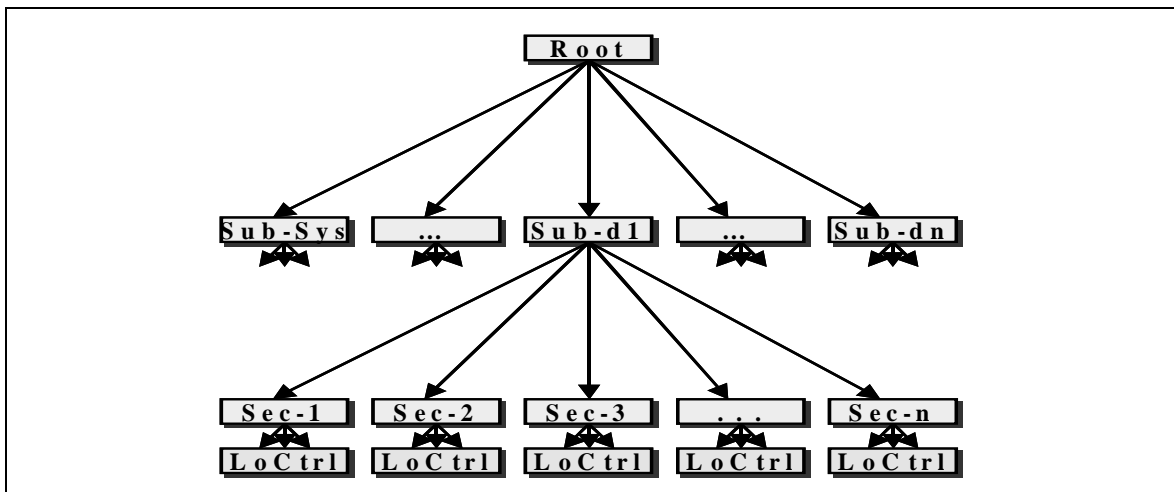 Root
Sub-Sys ... Sub-d1 ... Sub-dn
Sec-1 Sec-2 Sec-3 ... Sec-n
LoCtrl LoCtrl LoCtrl LoCtrl LoCtrl